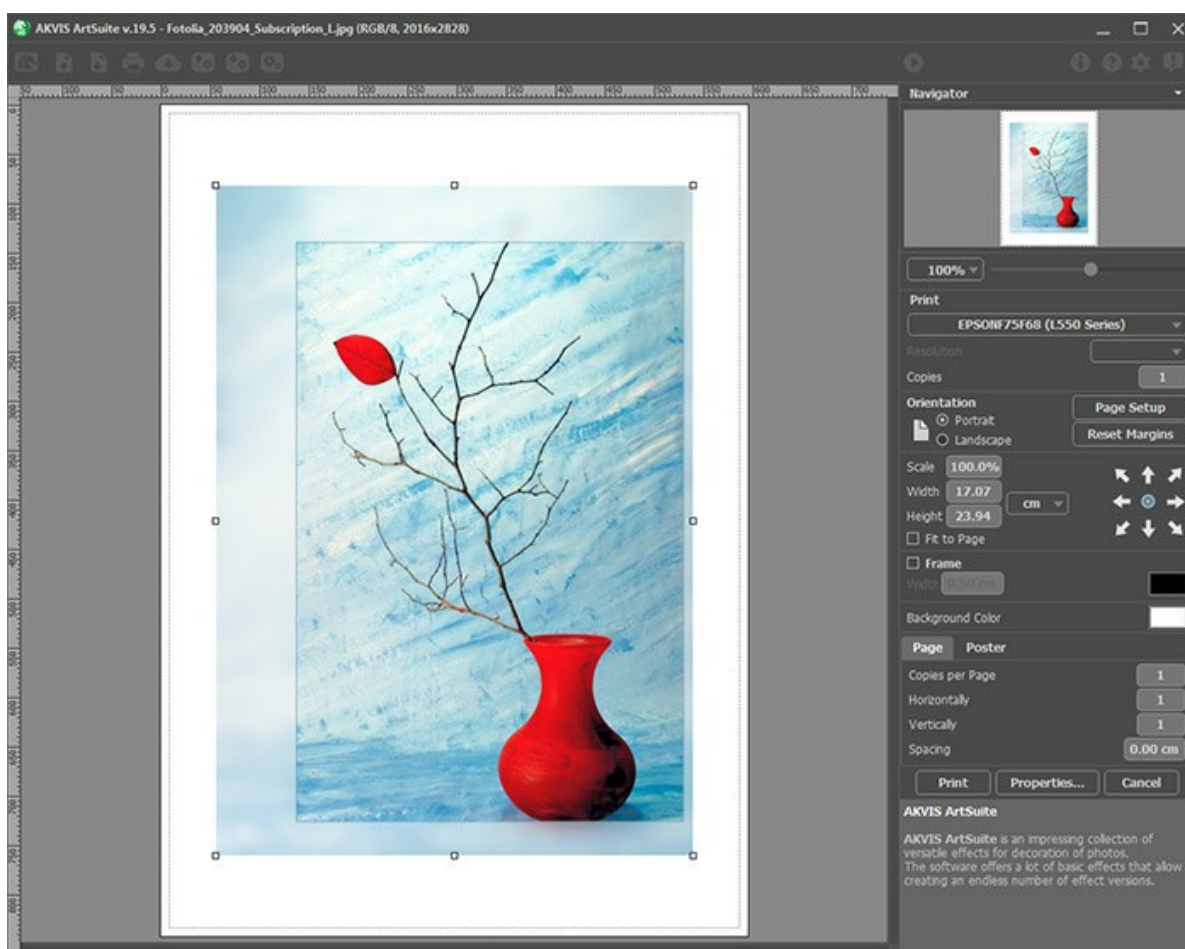 AKVIS ArtSuite v.19.5 - Fotolia_203904_Subscription_L.jpg (RGB/8, 2016x2828)
Navigator
100%
Print
EPSONF75F68 (L550 Series)
Resolution
Copies 1
Orientation
Portrait
Landscape
Page Setup
Reset Margins
Scale 100.0%
Width 17.07
cm
Height 23.94
Fit to Page
Frame
Width 0.50 cm
Background Color
Page Poster
Copies per Page 1
Horizontally 1
Vertically 1
Spacing 0.00 cm
Print Properties... Cancel
AKVIS ArtSuite
AKVIS ArtSuite is an impressing collection of
versatile effects for decoration of photos.
The software offers a lot of basic effects that allow
creating an endless number of effect versions.